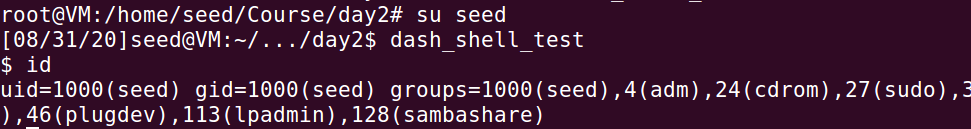 root@VM:/home/seed/Course/day2# su seed
[08/31/20]seed@VM:~/.../day2$ dash_shell_test
$ id
uid=1000(seed) gid=1000(seed) groups=1000(seed),4(adm),24(cdrom),27(sudo),3
),46(plugdev),113(lpadmin),128(sambashare)